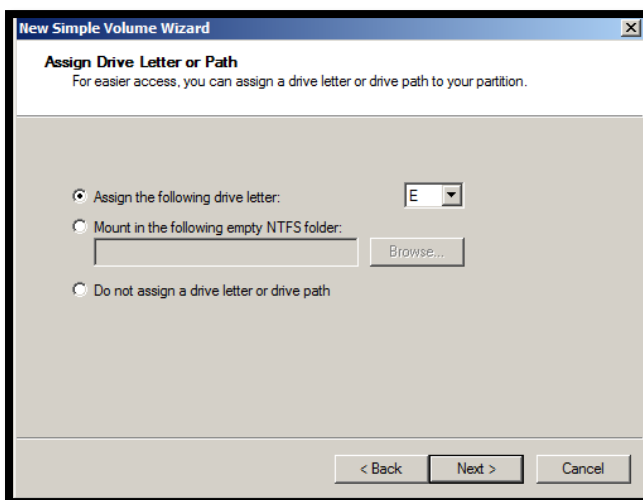 New Simple Volume Wizard
Assign Drive Letter or Path
For easier access, you can assign a drive letter or drive path to your partition.
Assign the following drive letter: E
Mount in the following empty NTFS folder:
Browse...
Do not assign a drive letter or drive path
< Back Next > Cancel